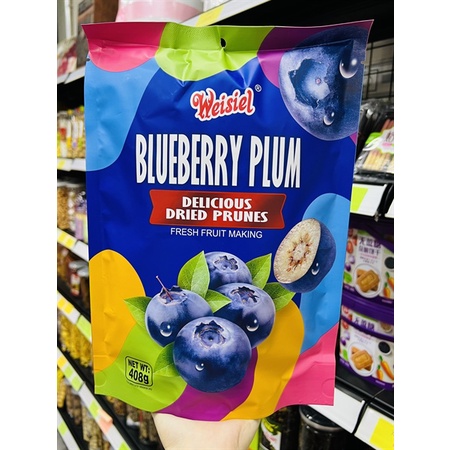 Weisiel®
BLUEBERRY PLUM
DELICIOUS
DRIED PRUNES
FRESH FRUIT MAKING
NET WT:
408g